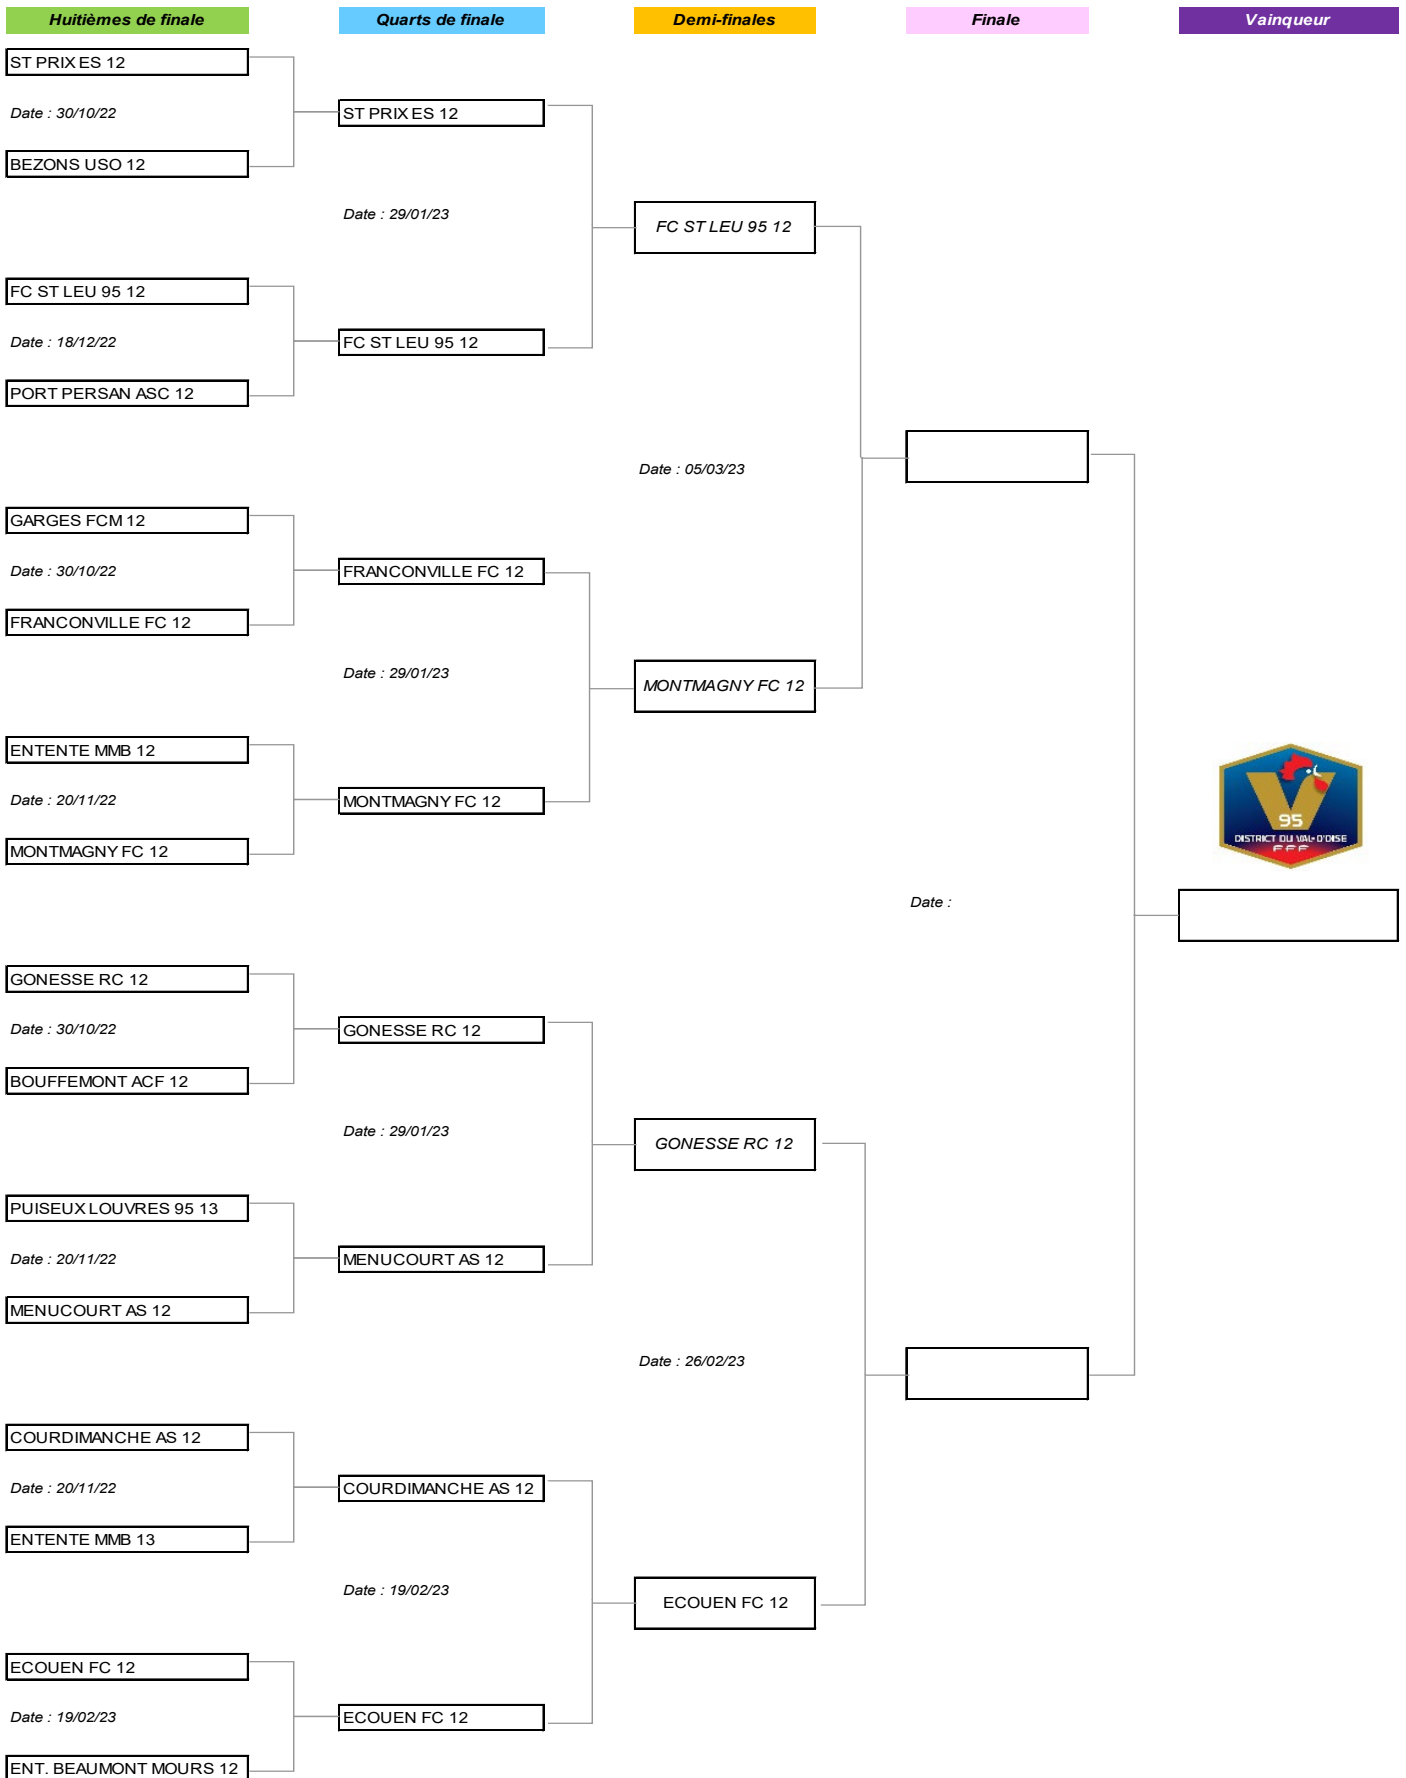 Huitièmes de finale
Quarts de finale
Demi-finales
Finale
Vainqueur
ST PRIX ES 12
Date : 30/10/22
ST PRIX ES 12
BEZONS USO 12
Date : 29/01/23
FC ST LEU 95 12
FC ST LEU 95 12
Date : 18/12/22
FC ST LEU 95 12
PORT PERSAN ASC 12
Date : 05/03/23
GARGES FCM 12
Date : 30/10/22
FRANCONVILLE FC 12
FRANCONVILLE FC 12
Date : 29/01/23
MONTMAGNY FC 12
ENTENTE MMB 12
Date : 20/11/22
MONTMAGNY FC 12
MONTMAGNY FC 12
V
95
DISTRICT DU VAL-D'OISE
FFF
Date :
GONESSE RC 12
Date : 30/10/22
GONESSE RC 12
BOUFFEMONT ACF 12
Date : 29/01/23
GONESSE RC 12
PUISEUX LOUVRES 95 13
Date : 20/11/22
MENUCOURT AS 12
MENUCOURT AS 12
Date : 26/02/23
COURDIMANCHE AS 12
Date : 20/11/22
COURDIMANCHE AS 12
ENTENTE MMB 13
Date : 19/02/23
ECOUEN FC 12
ECOUEN FC 12
Date : 19/02/23
ECOUEN FC 12
ENT. BEAUMONT MOURS 12